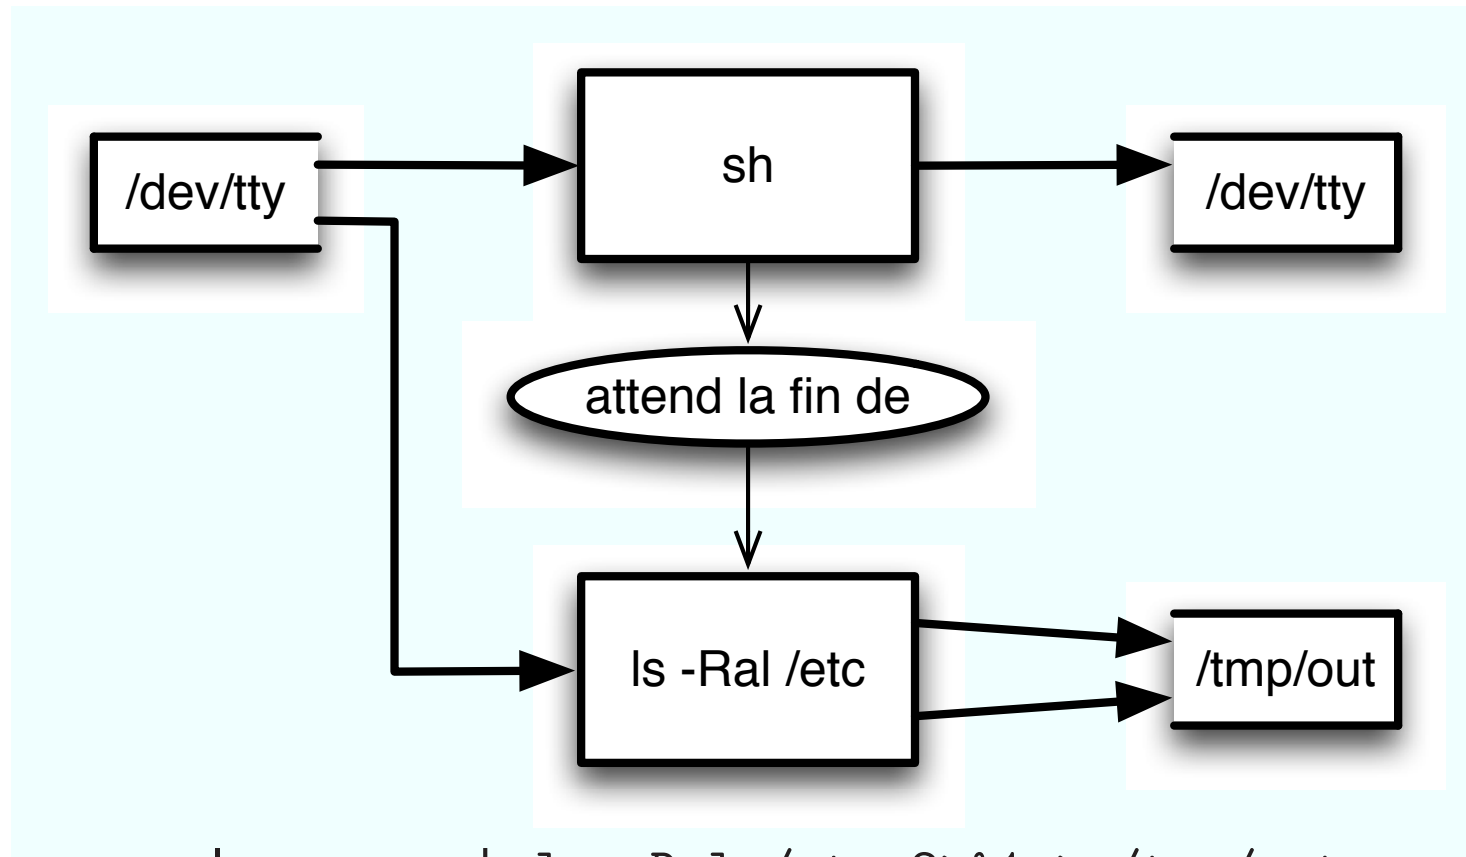 /dev/tty
sh
/dev/tty
attend la fin de
ls -Ral /etc
/tmp/out